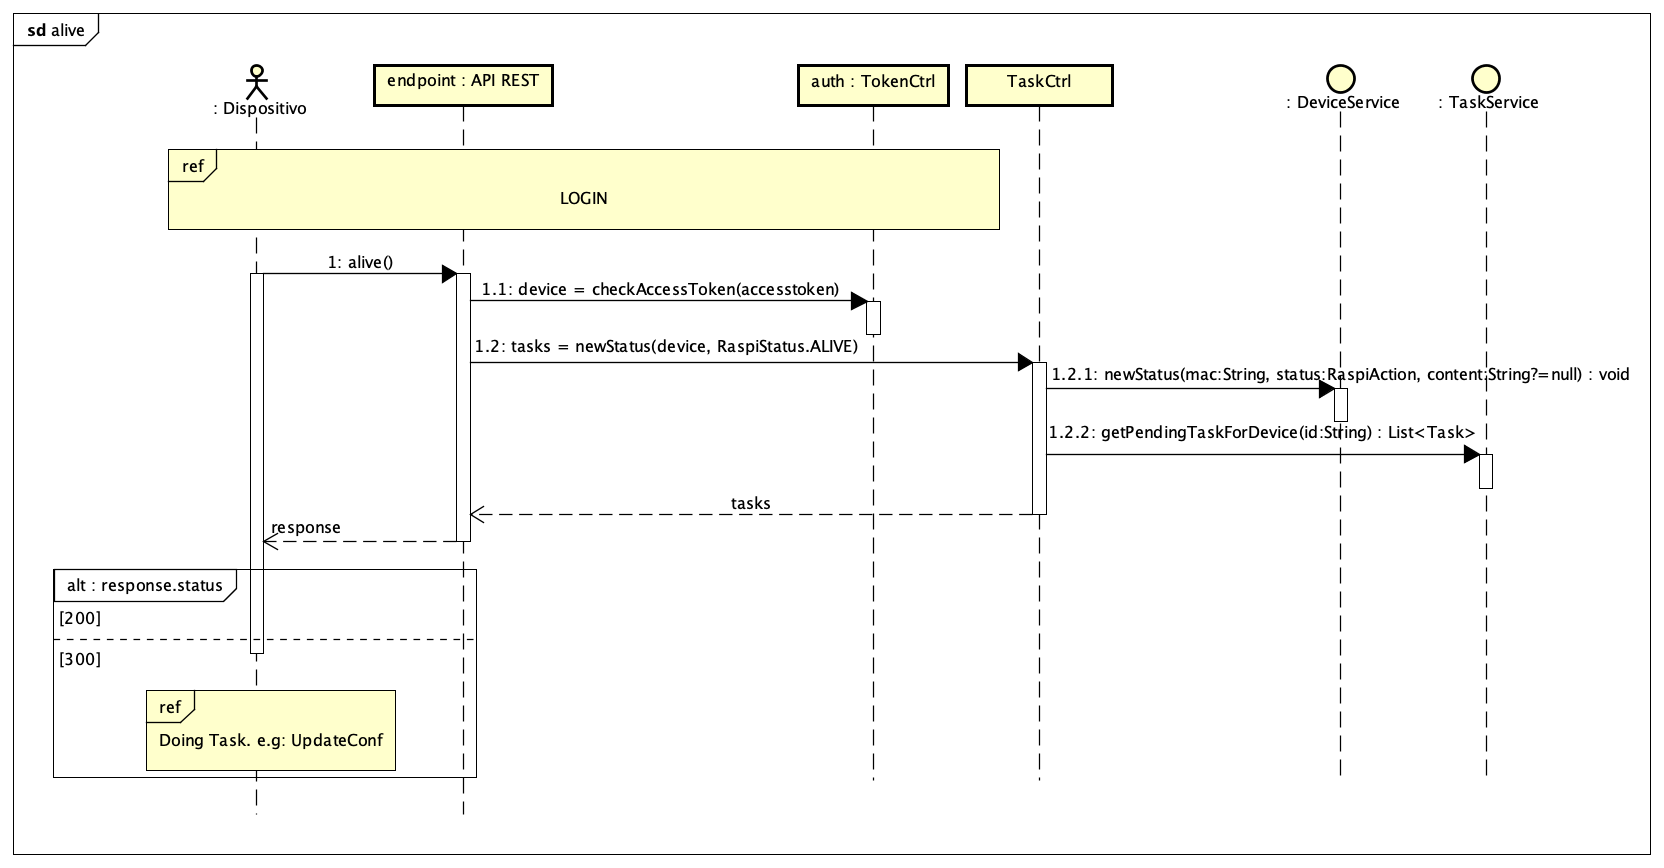 sd alive
: Dispositivo
endpoint : API REST
auth : TokenCtrl
TaskCtrl
: DeviceService
: TaskService
ref
LOGIN
1: alive()
1.1: device = checkAccessToken(accesstoken)
1.2: tasks = newStatus(device, RaspiStatus.ALIVE)
1.2.1: newStatus(mac:String, status:RaspiAction, content:String?=null) : void
1.2.2: getPendingTaskForDevice(id:String) : List<Task>
tasks
response
alt : response.status
[200]
[300]
ref
Doing Task. e.g: UpdateConf